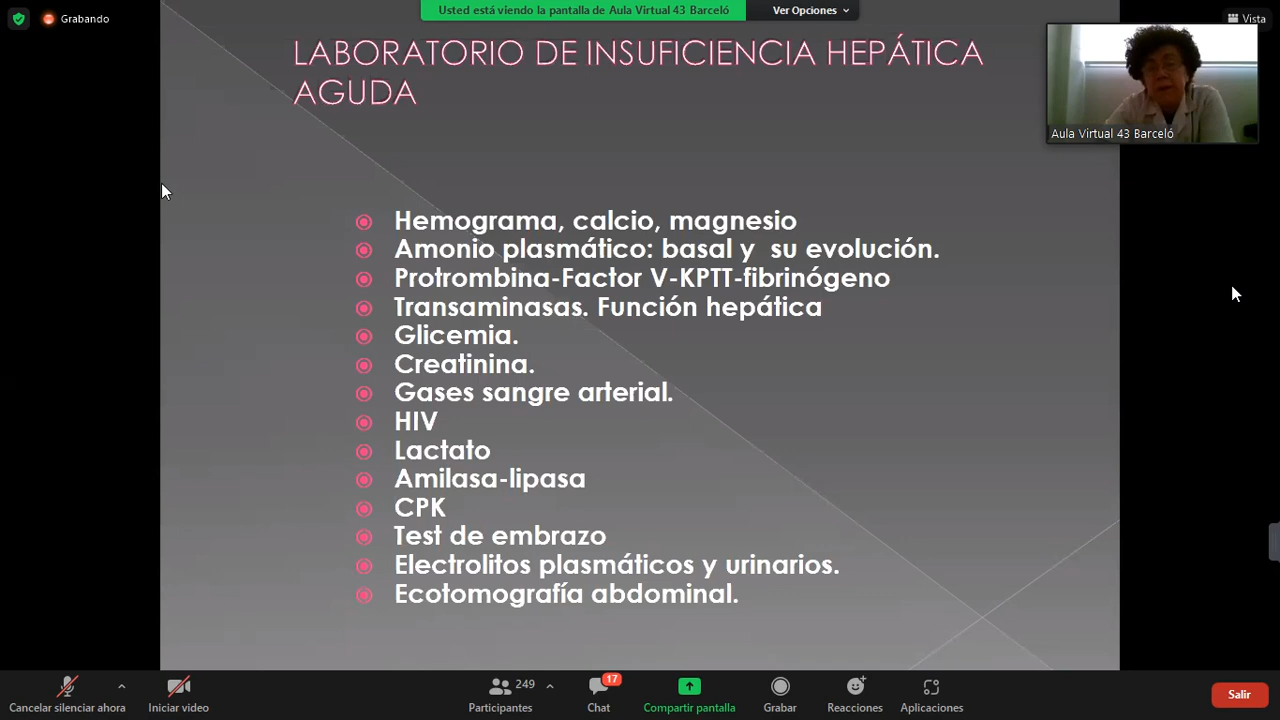 Grabando
Usted está viendo la pantalla de Aula Virtual 43 Barceló
Ver Opciones
Vista
LABORATORIO DE INSUFICIENCIA HEPÁTICA
AGUDA
Aula Virtual 43 Barceló
Hemograma, calcio, magnesio
Amonio plasmático: basal y su evolución.
Protrombina-Factor V-KPTT-fibrinógeno
Transaminasas. Función hepática
Glicemia.
Creatinina.
Gases sangre arterial.
HIV
Lactato
Amilasa-lipasa
CPK
Test de embrazo
Electrolitos plasmáticos y urinarios.
Ecotomografía abdominal.
249
17
Cancelar silenciar ahora
Iniciar video
Participantes
Chat
Compartir pantalla
Grabar
Reacciones
Aplicaciones
Salir